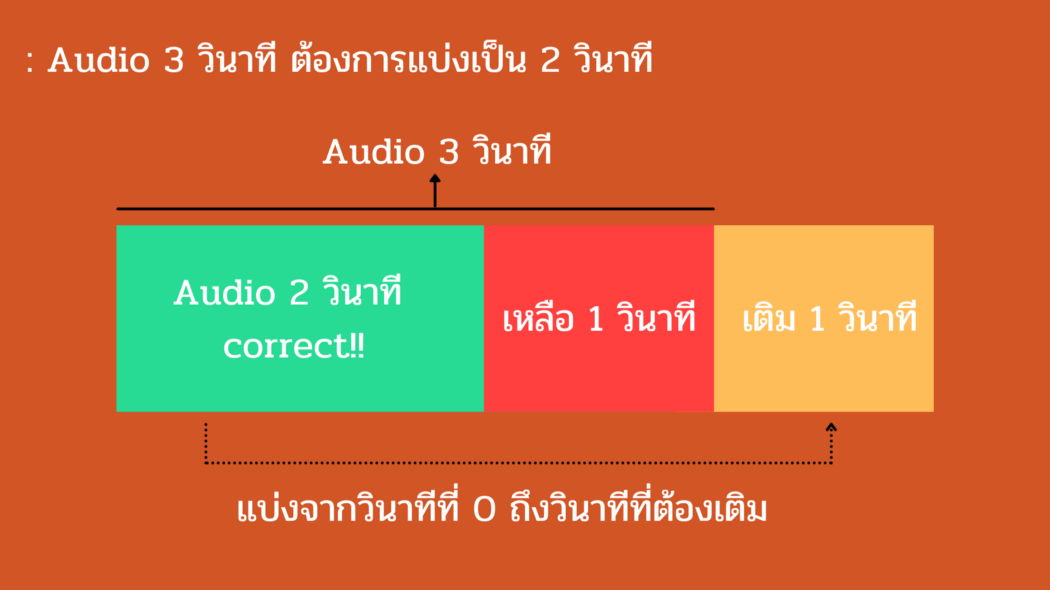 : Audio 3 วินาที ต้องการแบ่งเป็น 2 วินาที
Audio 3 วินาที
Audio 2 วินาที
correct!!
เหลือ 1 วินาที
เติม 1 วินาที
แบ่งจากวินาทีที่ 0 ถึงวินาทีที่ต้องเติม